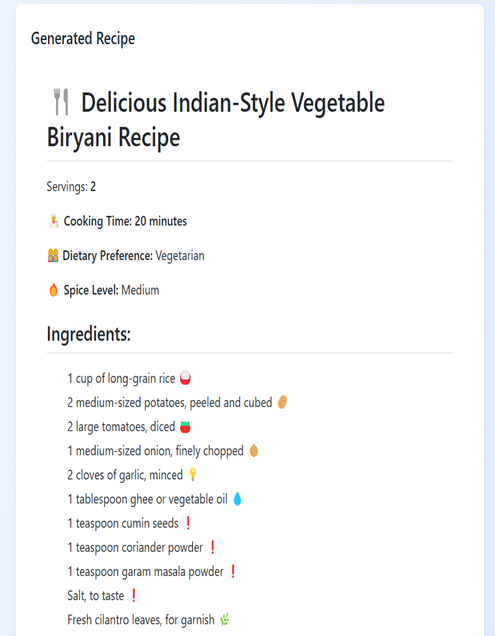 Generated Recipe
🍴 Delicious Indian-Style Vegetable
Biryani Recipe
Servings: 2
👩‍🍳 Cooking Time: 20 minutes
Dietary Preference: Vegetarian
🔥 Spice Level: Medium
Ingredients:
1 cup of long-grain rice 🍚
2 medium-sized potatoes, peeled and cubed 🥔
2 large tomatoes, diced 🍅
1 medium-sized onion, finely chopped 🧅
2 cloves of garlic, minced 💡
1 tablespoon ghee or vegetable oil 💧
1 teaspoon cumin seeds ❗
1 teaspoon coriander powder ❗
1 teaspoon garam masala powder ❗
Salt, to taste ❗
Fresh cilantro leaves, for garnish 🌿